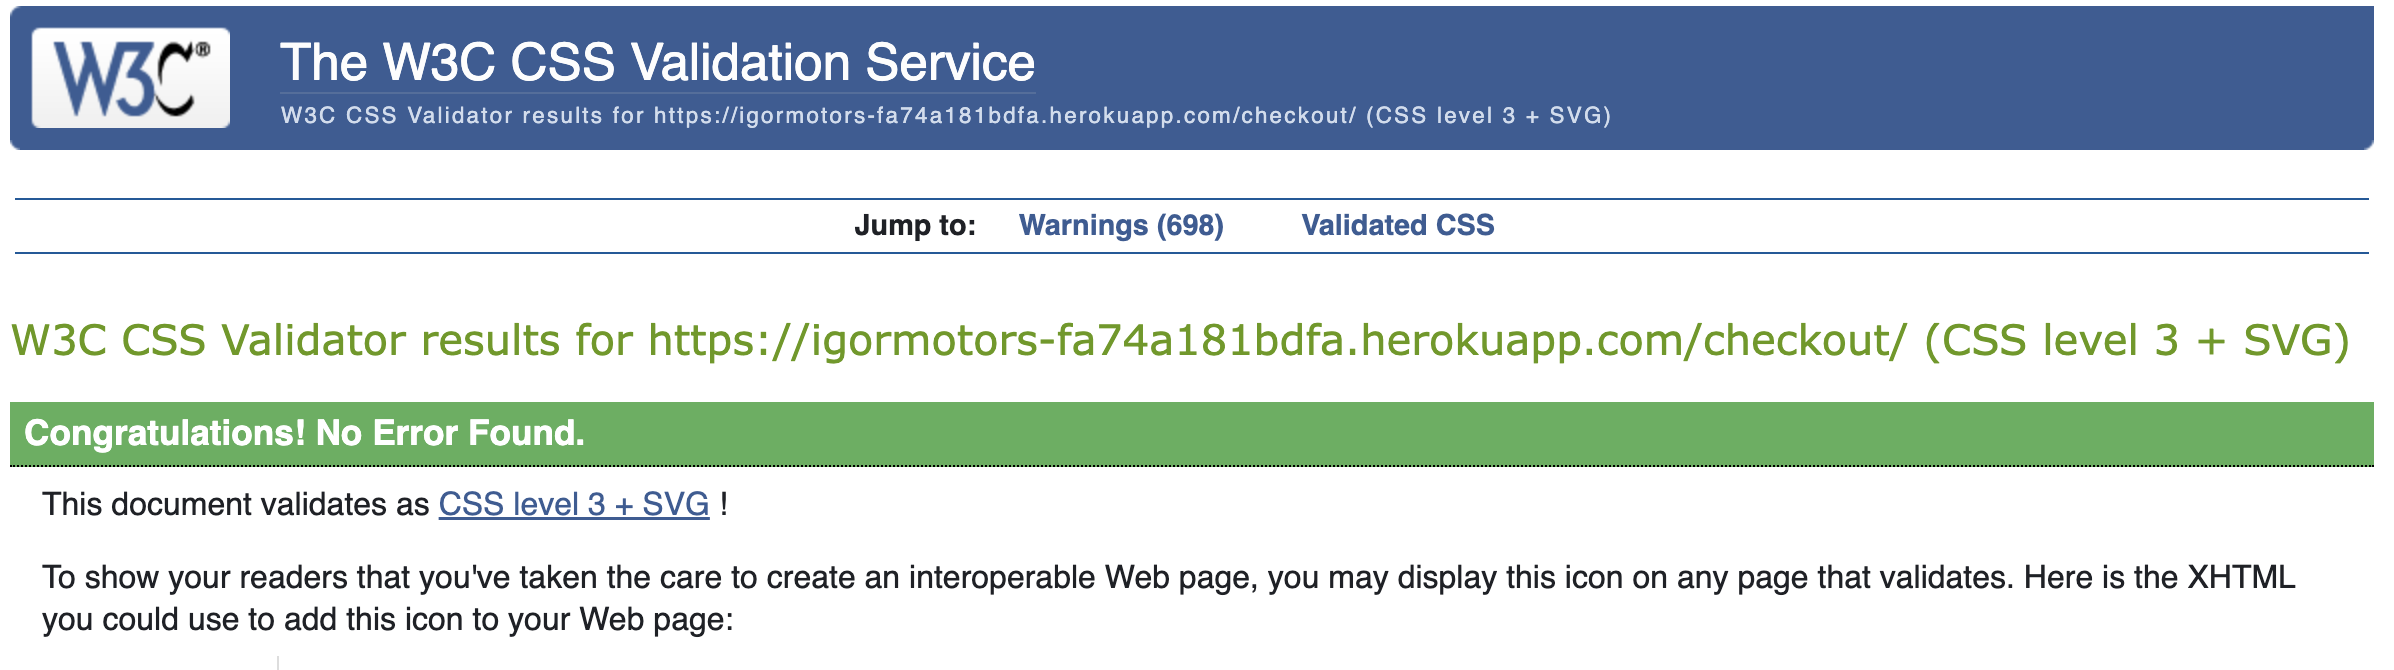 W3C®
The W3C CSS Validation Service
W3C CSS Validator results for https://igormotors-fa74a181bdfa.herokuapp.com/checkout/ (CSS level 3 + SVG)
Jump to: Warnings (698) Validated CSS
W3C CSS Validator results for https://igormotors-fa74a181bdfa.herokuapp.com/checkout/ (CSS level 3 + SVG)
Congratulations! No Error Found.
This document validates as CSS level 3 + SVG !
To show your readers that you've taken the care to create an interoperable Web page, you may display this icon on any page that validates. Here is the XHTML
you could use to add this icon to your Web page: